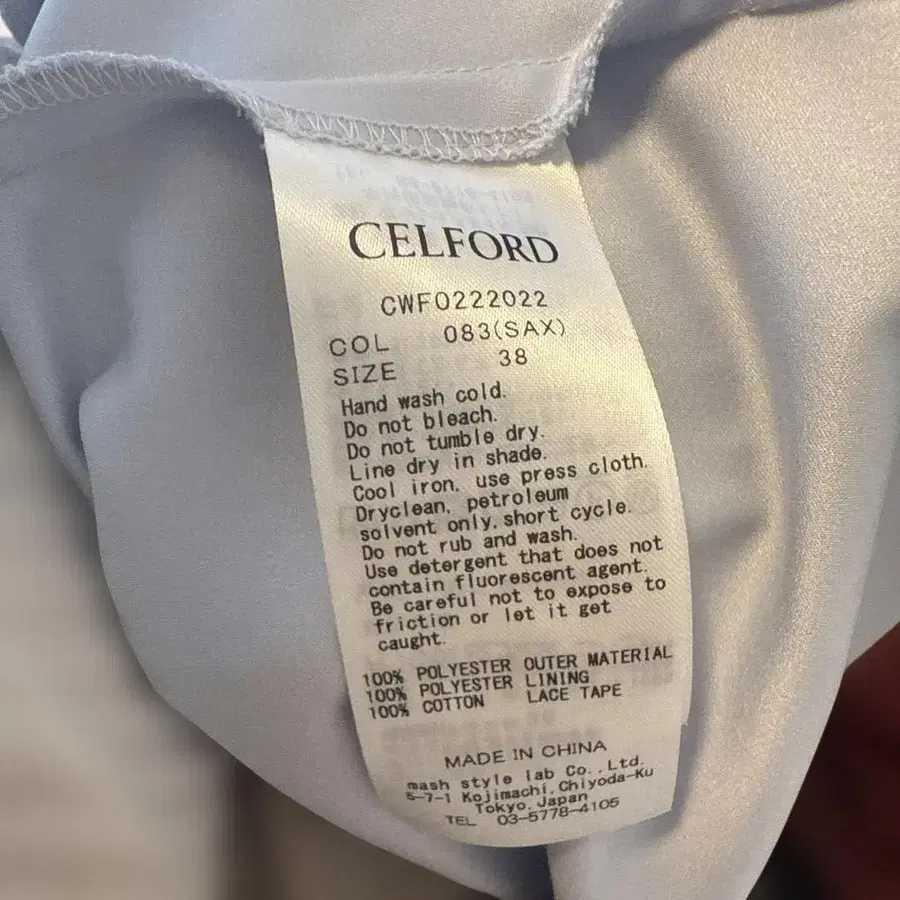 CELFORD
CWFO222022
COL 083(SAX)
SIZE 38
Hand wash cold.
Do not bleach.
Do not tumble dry.
Line dry in shade.
Cool iron, use press cloth.
Dryclean, petroleum
solvent only, short cycle.
Do not rub and wash.
Use detergent that does not
contain fluorescent agent.
Be careful not to expose to
friction or let it get
caught.
100% POLYESTER OUTER MATERIAL
100% POLYESTER LINING
100% COTTON LACE TAPE
MADE IN CHINA
mash style lab Co., Ltd.
5-7-1 Kojimachi, Chiyoda-Ku
Tokyo, Japan
TEL 03-5778-4105